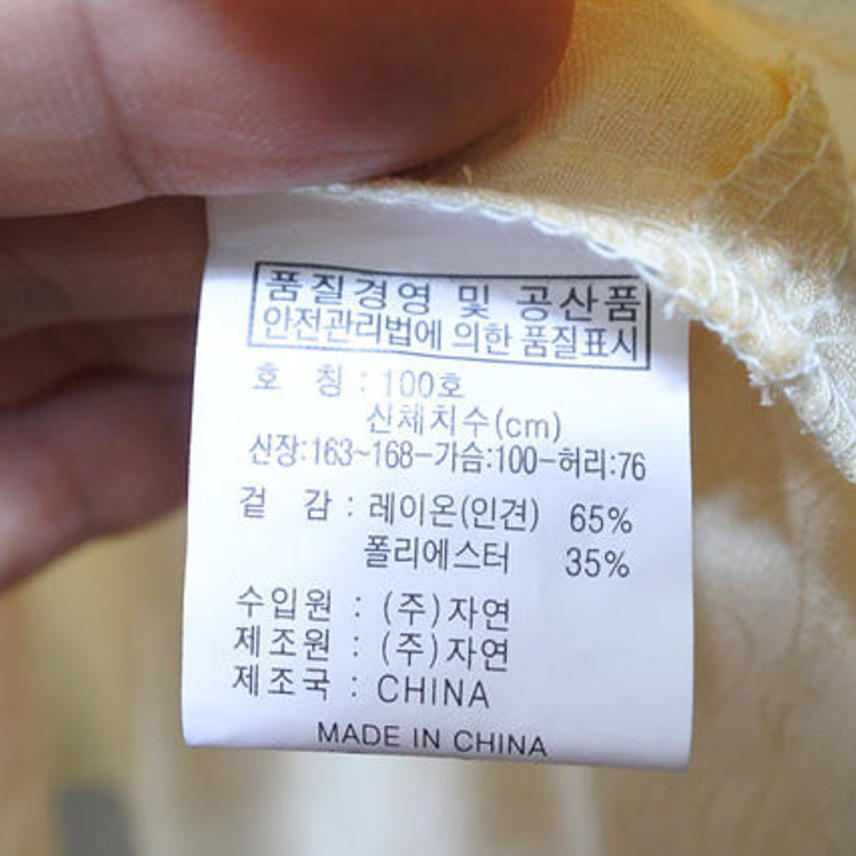 품질경영 및 공산품
안전관리법에 의한 품질표시
호 칭 : 100호
신체치수(cm)
신장:163~168-가슴:100-허리:76
겉 감 : 레이온(인견) 65%
폴리에스터 35%
수입원 : (주)자연
제조원 : (주)자연
제조국 : CHINA
MADE IN CHINA